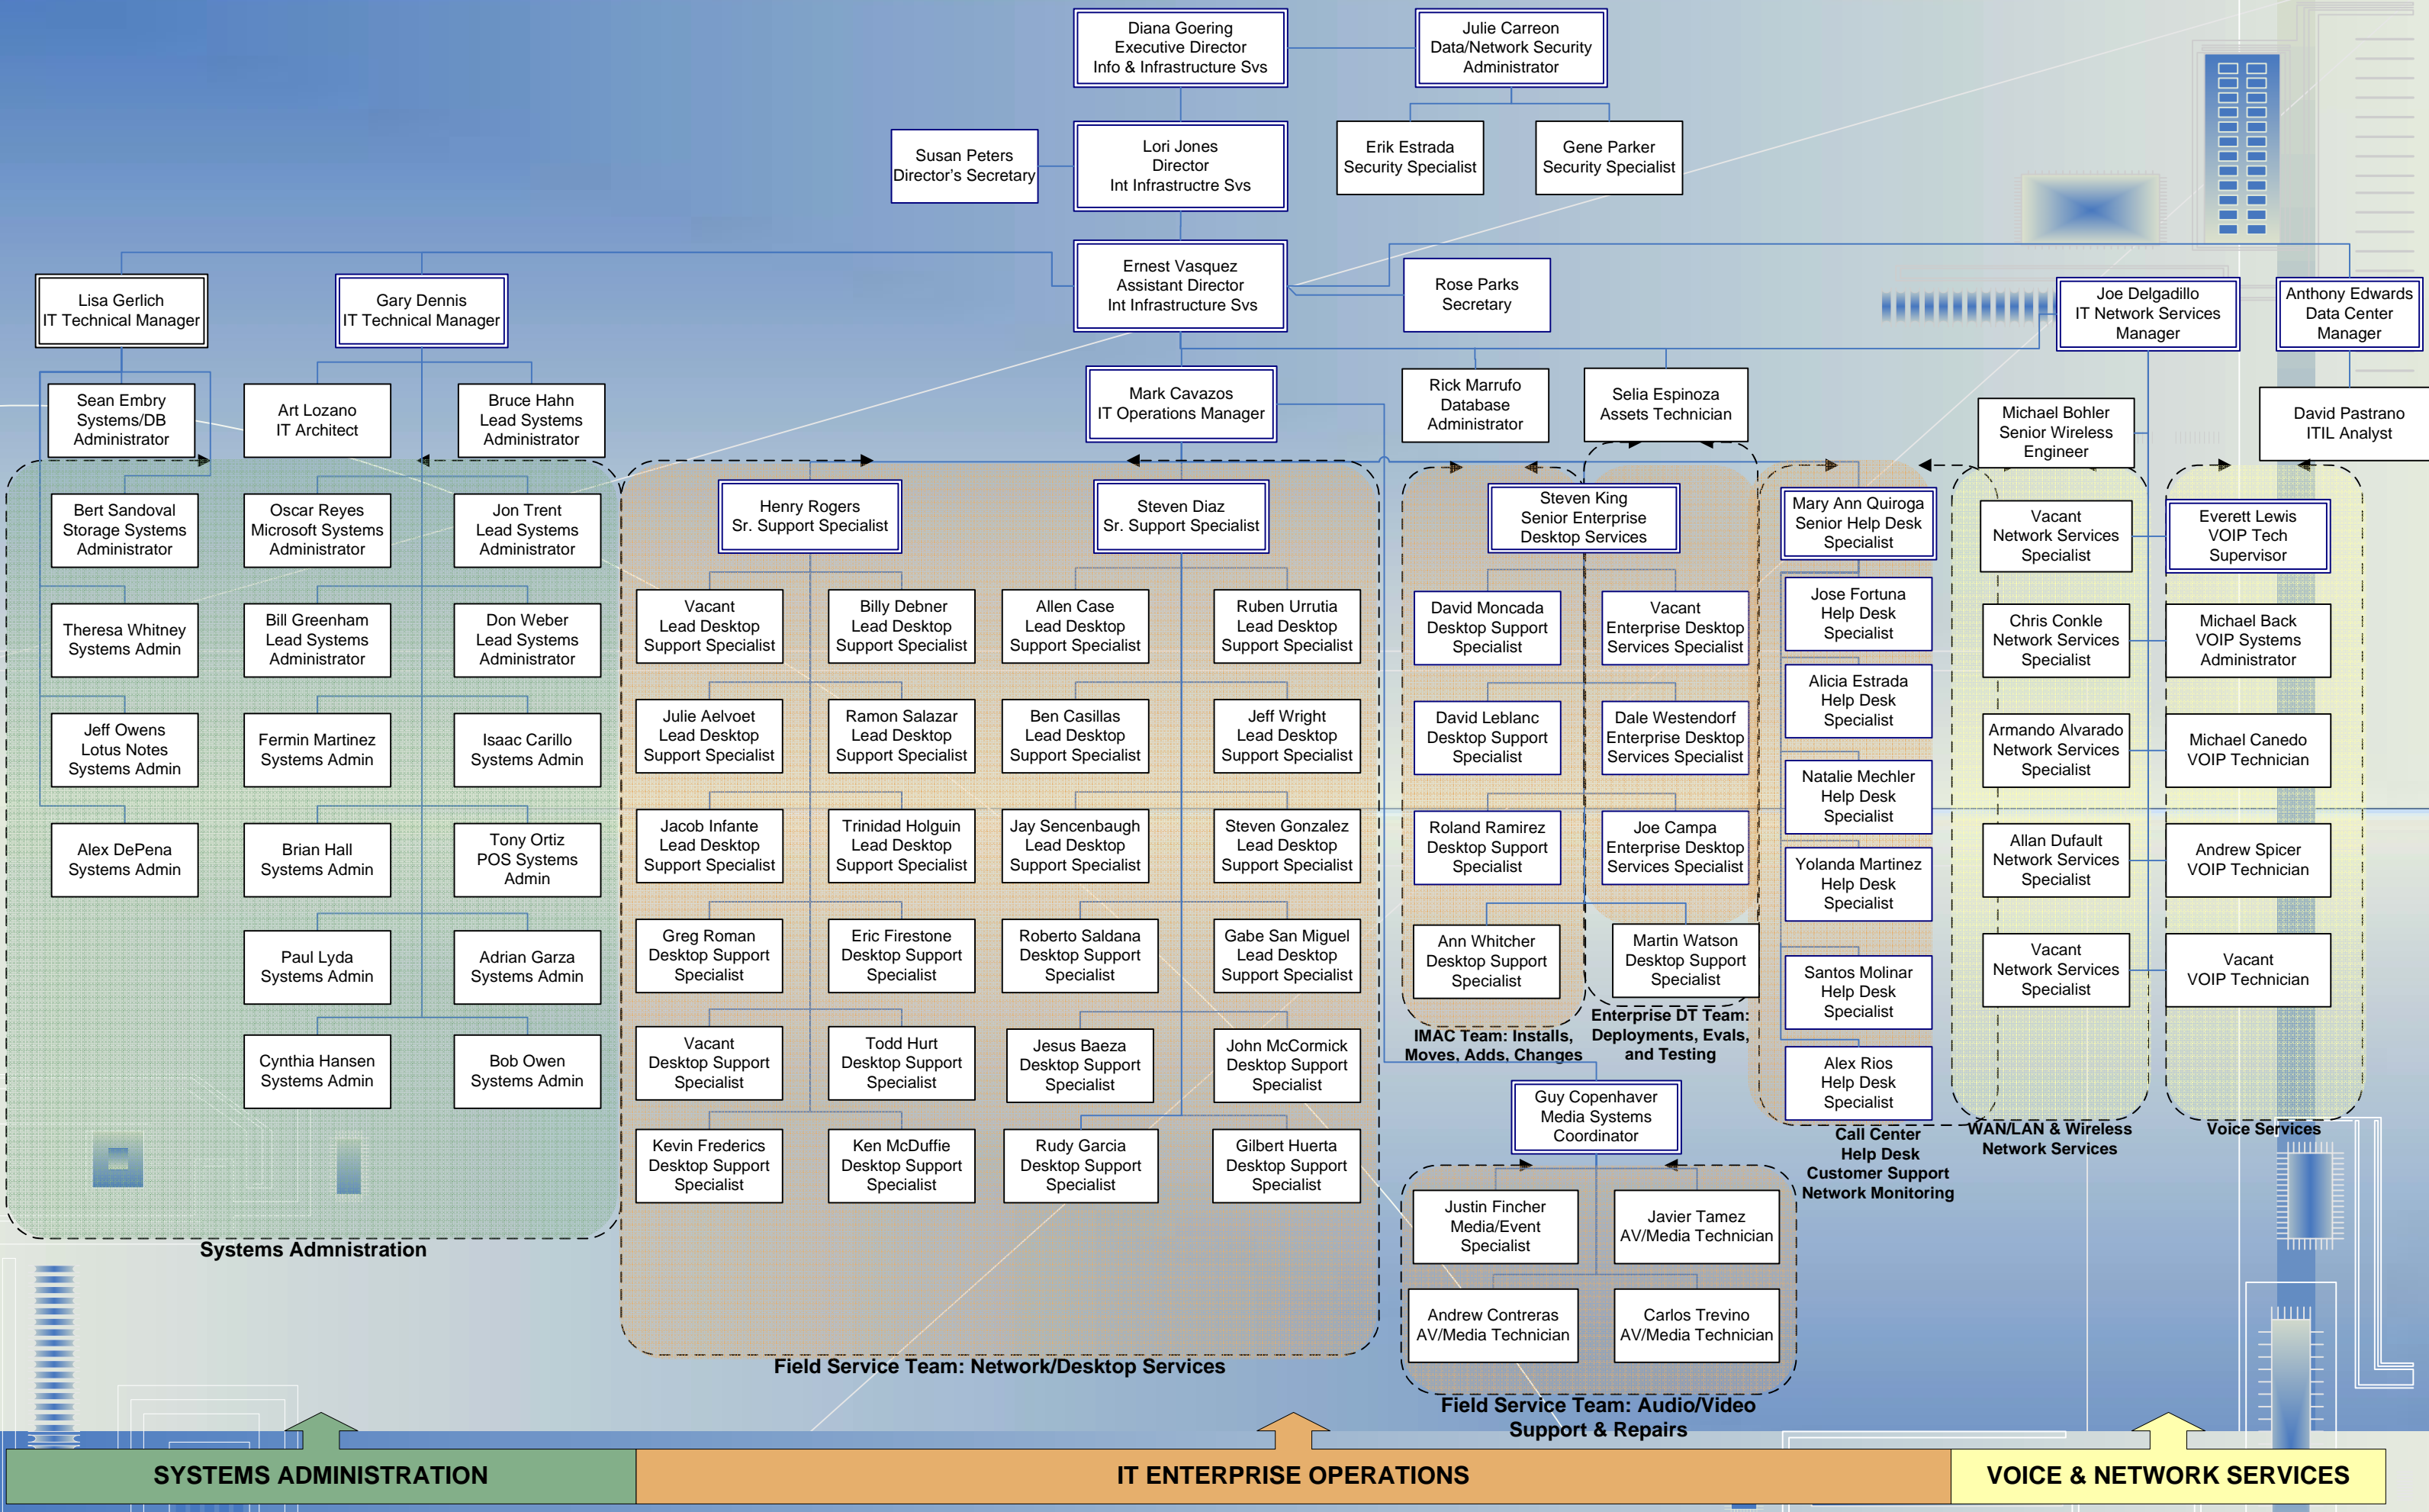 Diana Goering
Executive Director
Info & Infrastructure Svs
Julie Carreon
Data/Network Security
Administrator
Susan Peters
Director's Secretary
Lori Jones
Director
Int Infrastructre Svs
Erik Estrada
Security Specialist
Gene Parker
Security Specialist
Ernest Vasquez
Assistant Director
Int Infrastructure Svs
Rose Parks
Secretary
Lisa Gerlich
IT Technical Manager
Gary Dennis
IT Technical Manager
Joe Delgadillo
IT Network Services
Manager
Anthony Edwards
Data Center
Manager
Sean Embry
Systems/DB
Administrator
Art Lozano
IT Architect
Bruce Hahn
Lead Systems
Administrator
Mark Cavazos
IT Operations Manager
Rick Marrufo
Database
Administrator
Selia Espinoza
Assets Technician
Michael Bohler
Senior Wireless
Engineer
David Pastrano
ITIL Analyst
Bert Sandoval
Storage Systems
Administrator
Oscar Reyes
Microsoft Systems
Administrator
Jon Trent
Lead Systems
Administrator
Theresa Whitney
Systems Admin
Bill Greenham
Lead Systems
Administrator
Don Weber
Lead Systems
Administrator
Jeff Owens
Lotus Notes
Systems Admin
Fermin Martinez
Systems Admin
Isaac Carillo
Systems Admin
Alex DePena
Systems Admin
Brian Hall
Systems Admin
Tony Ortiz
POS Systems
Admin
Paul Lyda
Systems Admin
Adrian Garza
Systems Admin
Cynthia Hansen
Systems Admin
Bob Owen
Systems Admin
Systems Admnistration
Henry Rogers
Sr. Support Specialist
Steven Diaz
Sr. Support Specialist
Vacant
Lead Desktop
Support Specialist
Billy Debner
Lead Desktop
Support Specialist
Allen Case
Lead Desktop
Support Specialist
Ruben Urrutia
Lead Desktop
Support Specialist
Julie Aelvoet
Lead Desktop
Support Specialist
Ramon Salazar
Lead Desktop
Support Specialist
Ben Casillas
Lead Desktop
Support Specialist
Jeff Wright
Lead Desktop
Support Specialist
Jacob Infante
Lead Desktop
Support Specialist
Trinidad Holguin
Lead Desktop
Support Specialist
Jay Sencenbaugh
Lead Desktop
Support Specialist
Steven Gonzalez
Lead Desktop
Support Specialist
Greg Roman
Desktop Support
Specialist
Eric Firestone
Desktop Support
Specialist
Roberto Saldana
Desktop Support
Specialist
Gabe San Miguel
Lead Desktop
Support Specialist
Vacant
Desktop Support
Specialist
Todd Hurt
Desktop Support
Specialist
Jesus Baeza
Desktop Support
Specialist
John McCormick
Desktop Support
Specialist
Kevin Frederics
Desktop Support
Specialist
Ken McDuffie
Desktop Support
Specialist
Rudy Garcia
Desktop Support
Specialist
Gilbert Huerta
Desktop Support
Specialist
Field Service Team: Network/Desktop Services
Steven King
Senior Enterprise
Desktop Services
David Moncada
Desktop Support
Specialist
Vacant
Enterprise Desktop
Services Specialist
David Leblanc
Desktop Support
Specialist
Dale Westendorf
Enterprise Desktop
Services Specialist
Roland Ramirez
Desktop Support
Specialist
Joe Campa
Enterprise Desktop
Services Specialist
Ann Whitcher
Desktop Support
Specialist
Martin Watson
Desktop Support
Specialist
IMAC Team: Installs,
Moves, Adds, Changes
Enterprise DT Team:
Deployments, Evals,
and Testing
Guy Copenhaver
Media Systems
Coordinator
Justin Fincher
Media/Event
Specialist
Javier Tamez
AV/Media Technician
Andrew Contreras
AV/Media Technician
Carlos Trevino
AV/Media Technician
Field Service Team: Audio/Video
Support & Repairs
Mary Ann Quiroga
Senior Help Desk
Specialist
Jose Fortuna
Help Desk
Specialist
Alicia Estrada
Help Desk
Specialist
Natalie Mechler
Help Desk
Specialist
Yolanda Martinez
Help Desk
Specialist
Santos Molinar
Help Desk
Specialist
Alex Rios
Help Desk
Specialist
Call Center
Help Desk
Customer Support
Network Monitoring
Vacant
Network Services
Specialist
Everett Lewis
VOIP Tech
Supervisor
Chris Conkle
Network Services
Specialist
Michael Back
VOIP Systems
Administrator
Armando Alvarado
Network Services
Specialist
Michael Canedo
VOIP Technician
Allan Dufault
Network Services
Specialist
Andrew Spicer
VOIP Technician
Vacant
Network Services
Specialist
Vacant
VOIP Technician
WAN/LAN & Wireless
Network Services
Voice Services
SYSTEMS ADMINISTRATION
IT ENTERPRISE OPERATIONS
VOICE & NETWORK SERVICES